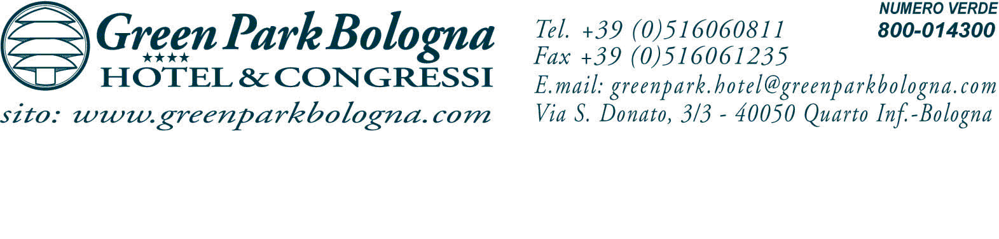 Green Park Bologna
HOTEL & CONGRESSI
sito: www.greenparkbologna.com
NUMERO VERDE
800-014300
Tel. +39 (0)516060811
Fax +39 (0)516061235
E.mail: greenpark.hotel@greenparkbologna.com
Via S. Donato, 3/3 - 40050 Quarto Inf.-Bologna